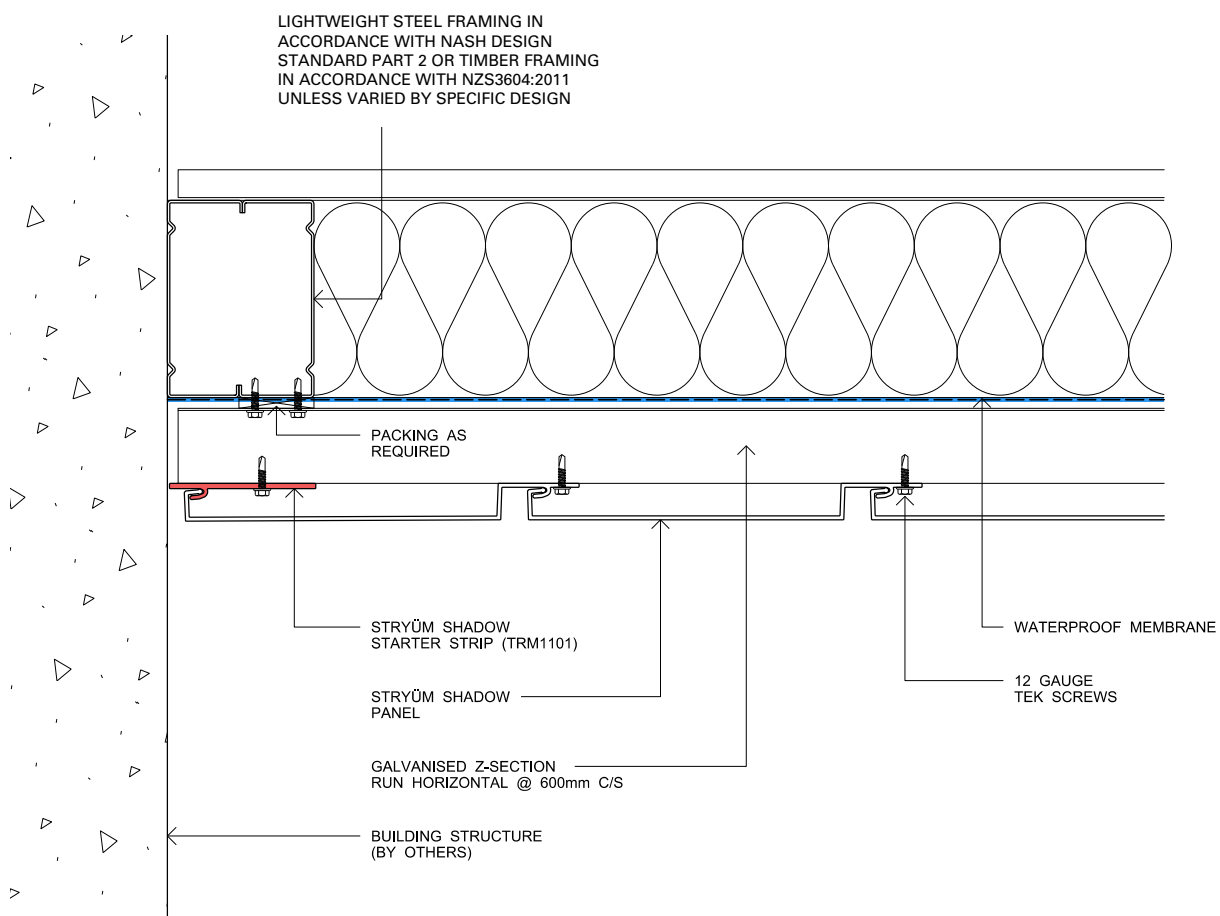 LIGHTWEIGHT STEEL FRAMING IN
ACCORDANCE WITH NASH DESIGN
STANDARD PART 2 OR TIMBER FRAMING
IN ACCORDANCE WITH NZS3604:2011
UNLESS VARIED BY SPECIFIC DESIGN
PACKING AS
REQUIRED
STRYÜM SHADOW
STARTER STRIP (TRM1101)
WATERPROOF MEMBRANE
STRYÜM SHADOW
PANEL
12 GAUGE
TEK SCREWS
GALVANISED Z-SECTION
RUN HORIZONTAL @ 600mm C/S
BUILDING STRUCTURE
(BY OTHERS)